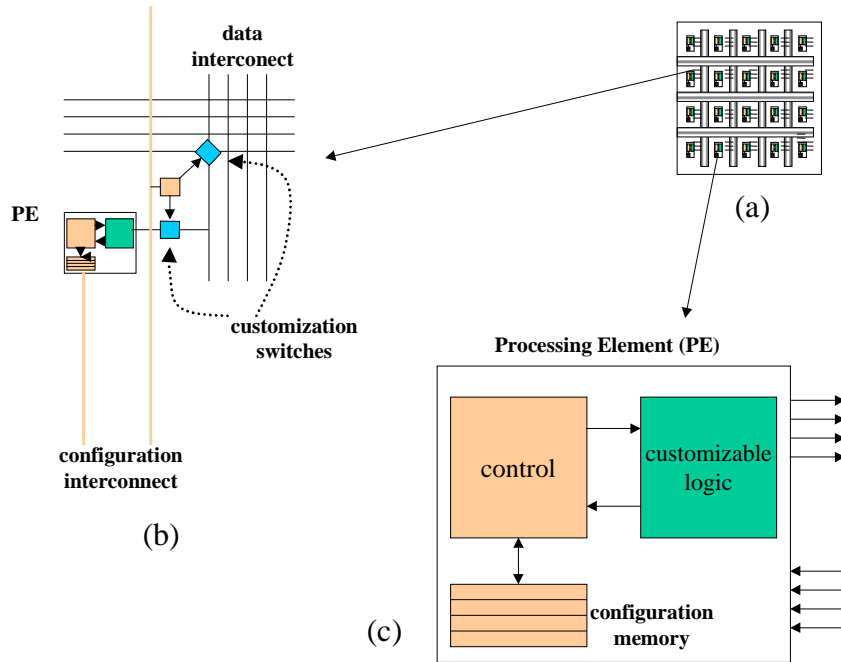 data
interconect
PE
(a)
customization
switches
configuration
interconnect
(b)
Processing Element (PE)
control
customizable
logic
configuration
memory
(c)